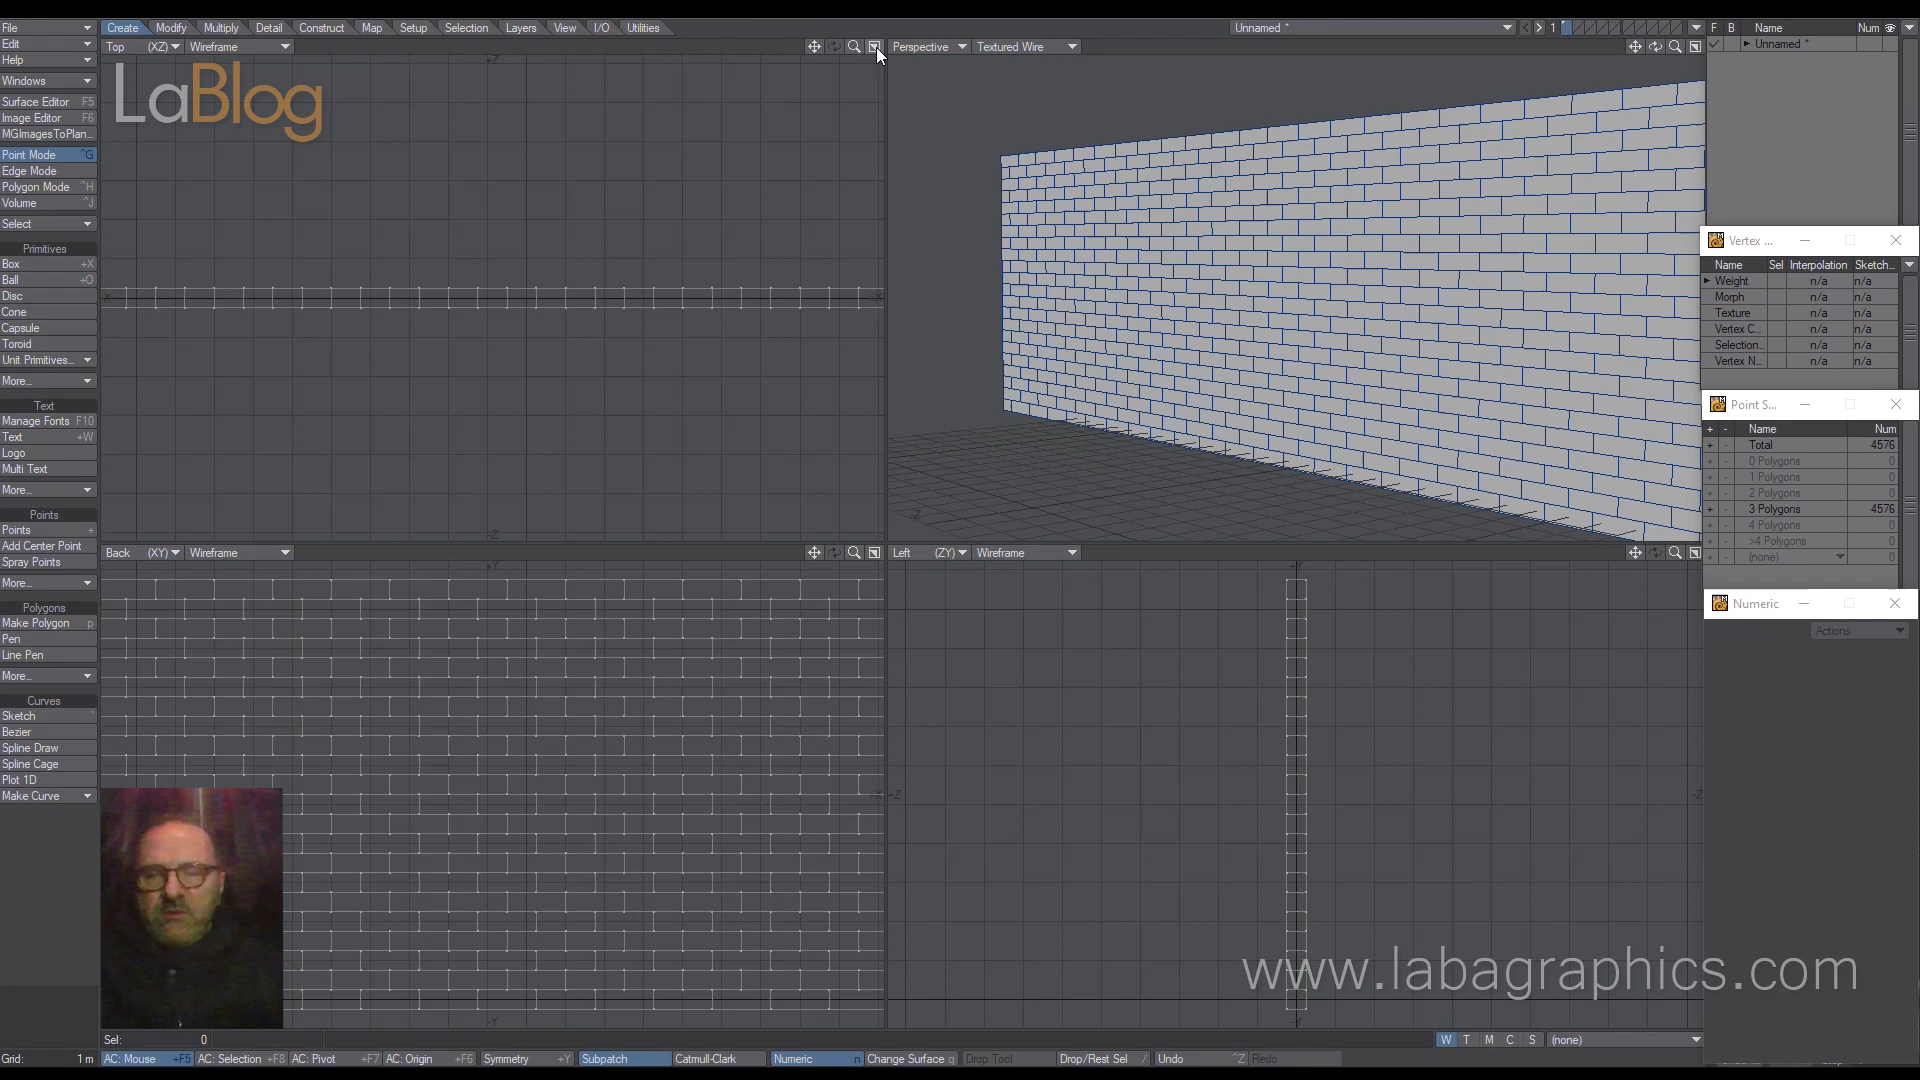 File
Create Modify Multiply Detail Construct Map Setup Selection Layers View I/O Utilities
Unnamed *
1
F B Name Num
Edit
Top (XZ) Wireframe
Perspective Textured Wire
Unnamed *
Help
Windows
LaBlog
Surface Editor F5
Image Editor F6
MGImagesToPlan...
Point Mode ^G
Edge Mode
Polygon Mode ^H
Volume ^J
Select
Primitives
Box +X
Ball +O
Disc
Cone
Capsule
Toroid
Unit Primitives...
More...
Text
Manage Fonts F10
Text +W
Logo
Multi Text
More...
Points
Points +
Add Center Point
Spray Points
More...
Polygons
Make Polygon p
Pen
Line Pen
More...
Curves
Sketch `
Bezier
Spline Draw
Spline Cage
Plot 1D
Make Curve
+Z
-Z
Back (XY) Wireframe
+Y
-Y
Left (ZY) Wireframe
+Z
-Z
Vertex ...
Name Sel Interpolation Sketch...
Weight n/a n/a
Morph n/a n/a
Texture n/a n/a
Vertex C... n/a n/a
Selection... n/a n/a
Vertex N... n/a n/a
Point S...
+ - Name Num
+ - Total 4576
+ - 0 Polygons 0
+ - 1 Polygons 0
+ - 2 Polygons 0
+ - 3 Polygons 4576
+ - 4 Polygons 0
+ - >4 Polygons 0
+ - (none) 0
Numeric
Actions
www.labagraphics.com
Sel: 0
W T M C S (none)
Grid: 1 m
AC: Mouse +F5 AC: Selection +F8 AC: Pivot +F7 AC: Origin +F6 Symmetry +Y Subpatch Catmull-Clark Numeric n Change Surface q Drop Tool Drop/Rest Sel / Undo ^Z Redo